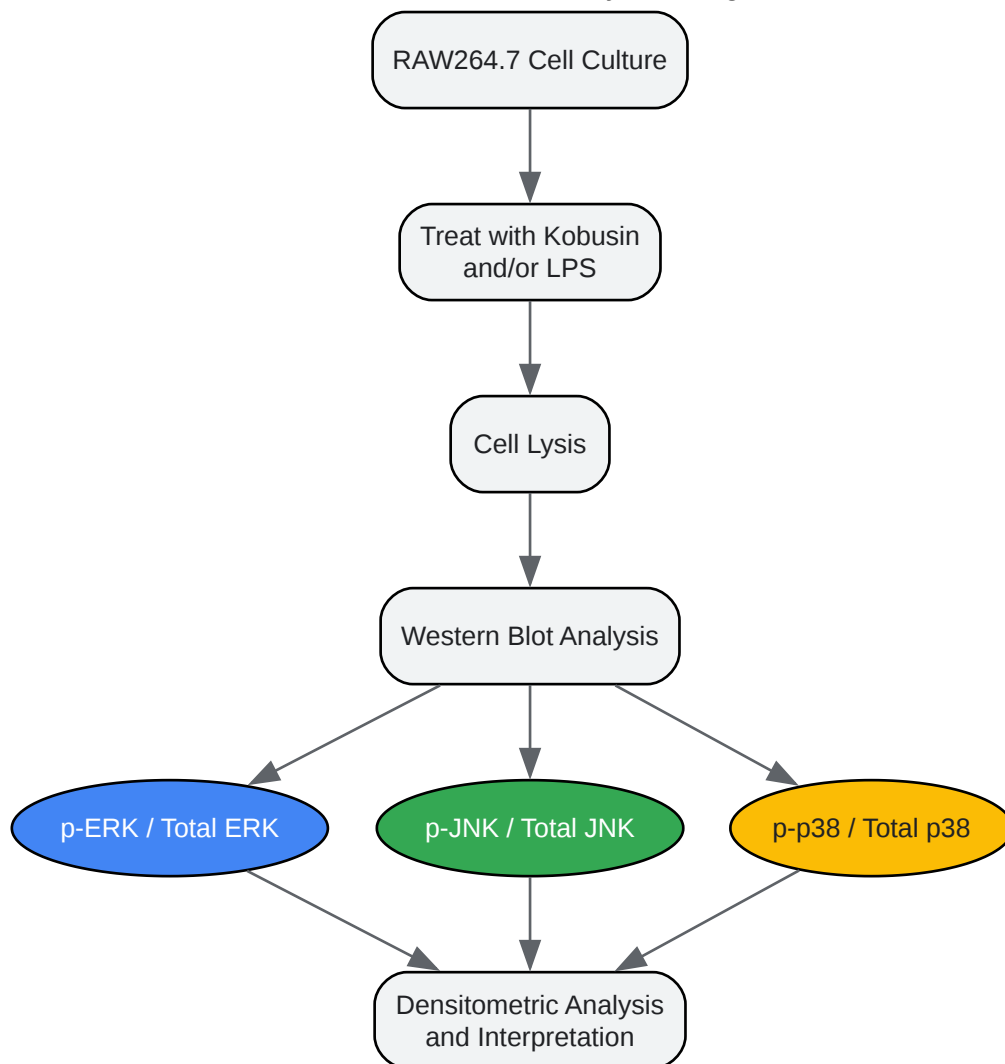 RAW264.7 Cell Culture
Treat with Kobusin
and/or LPS
Cell Lysis
Western Blot Analysis
p-ERK / Total ERK
p-JNK / Total JNK
p-p38 / Total p38
Densitometric Analysis
and Interpretation